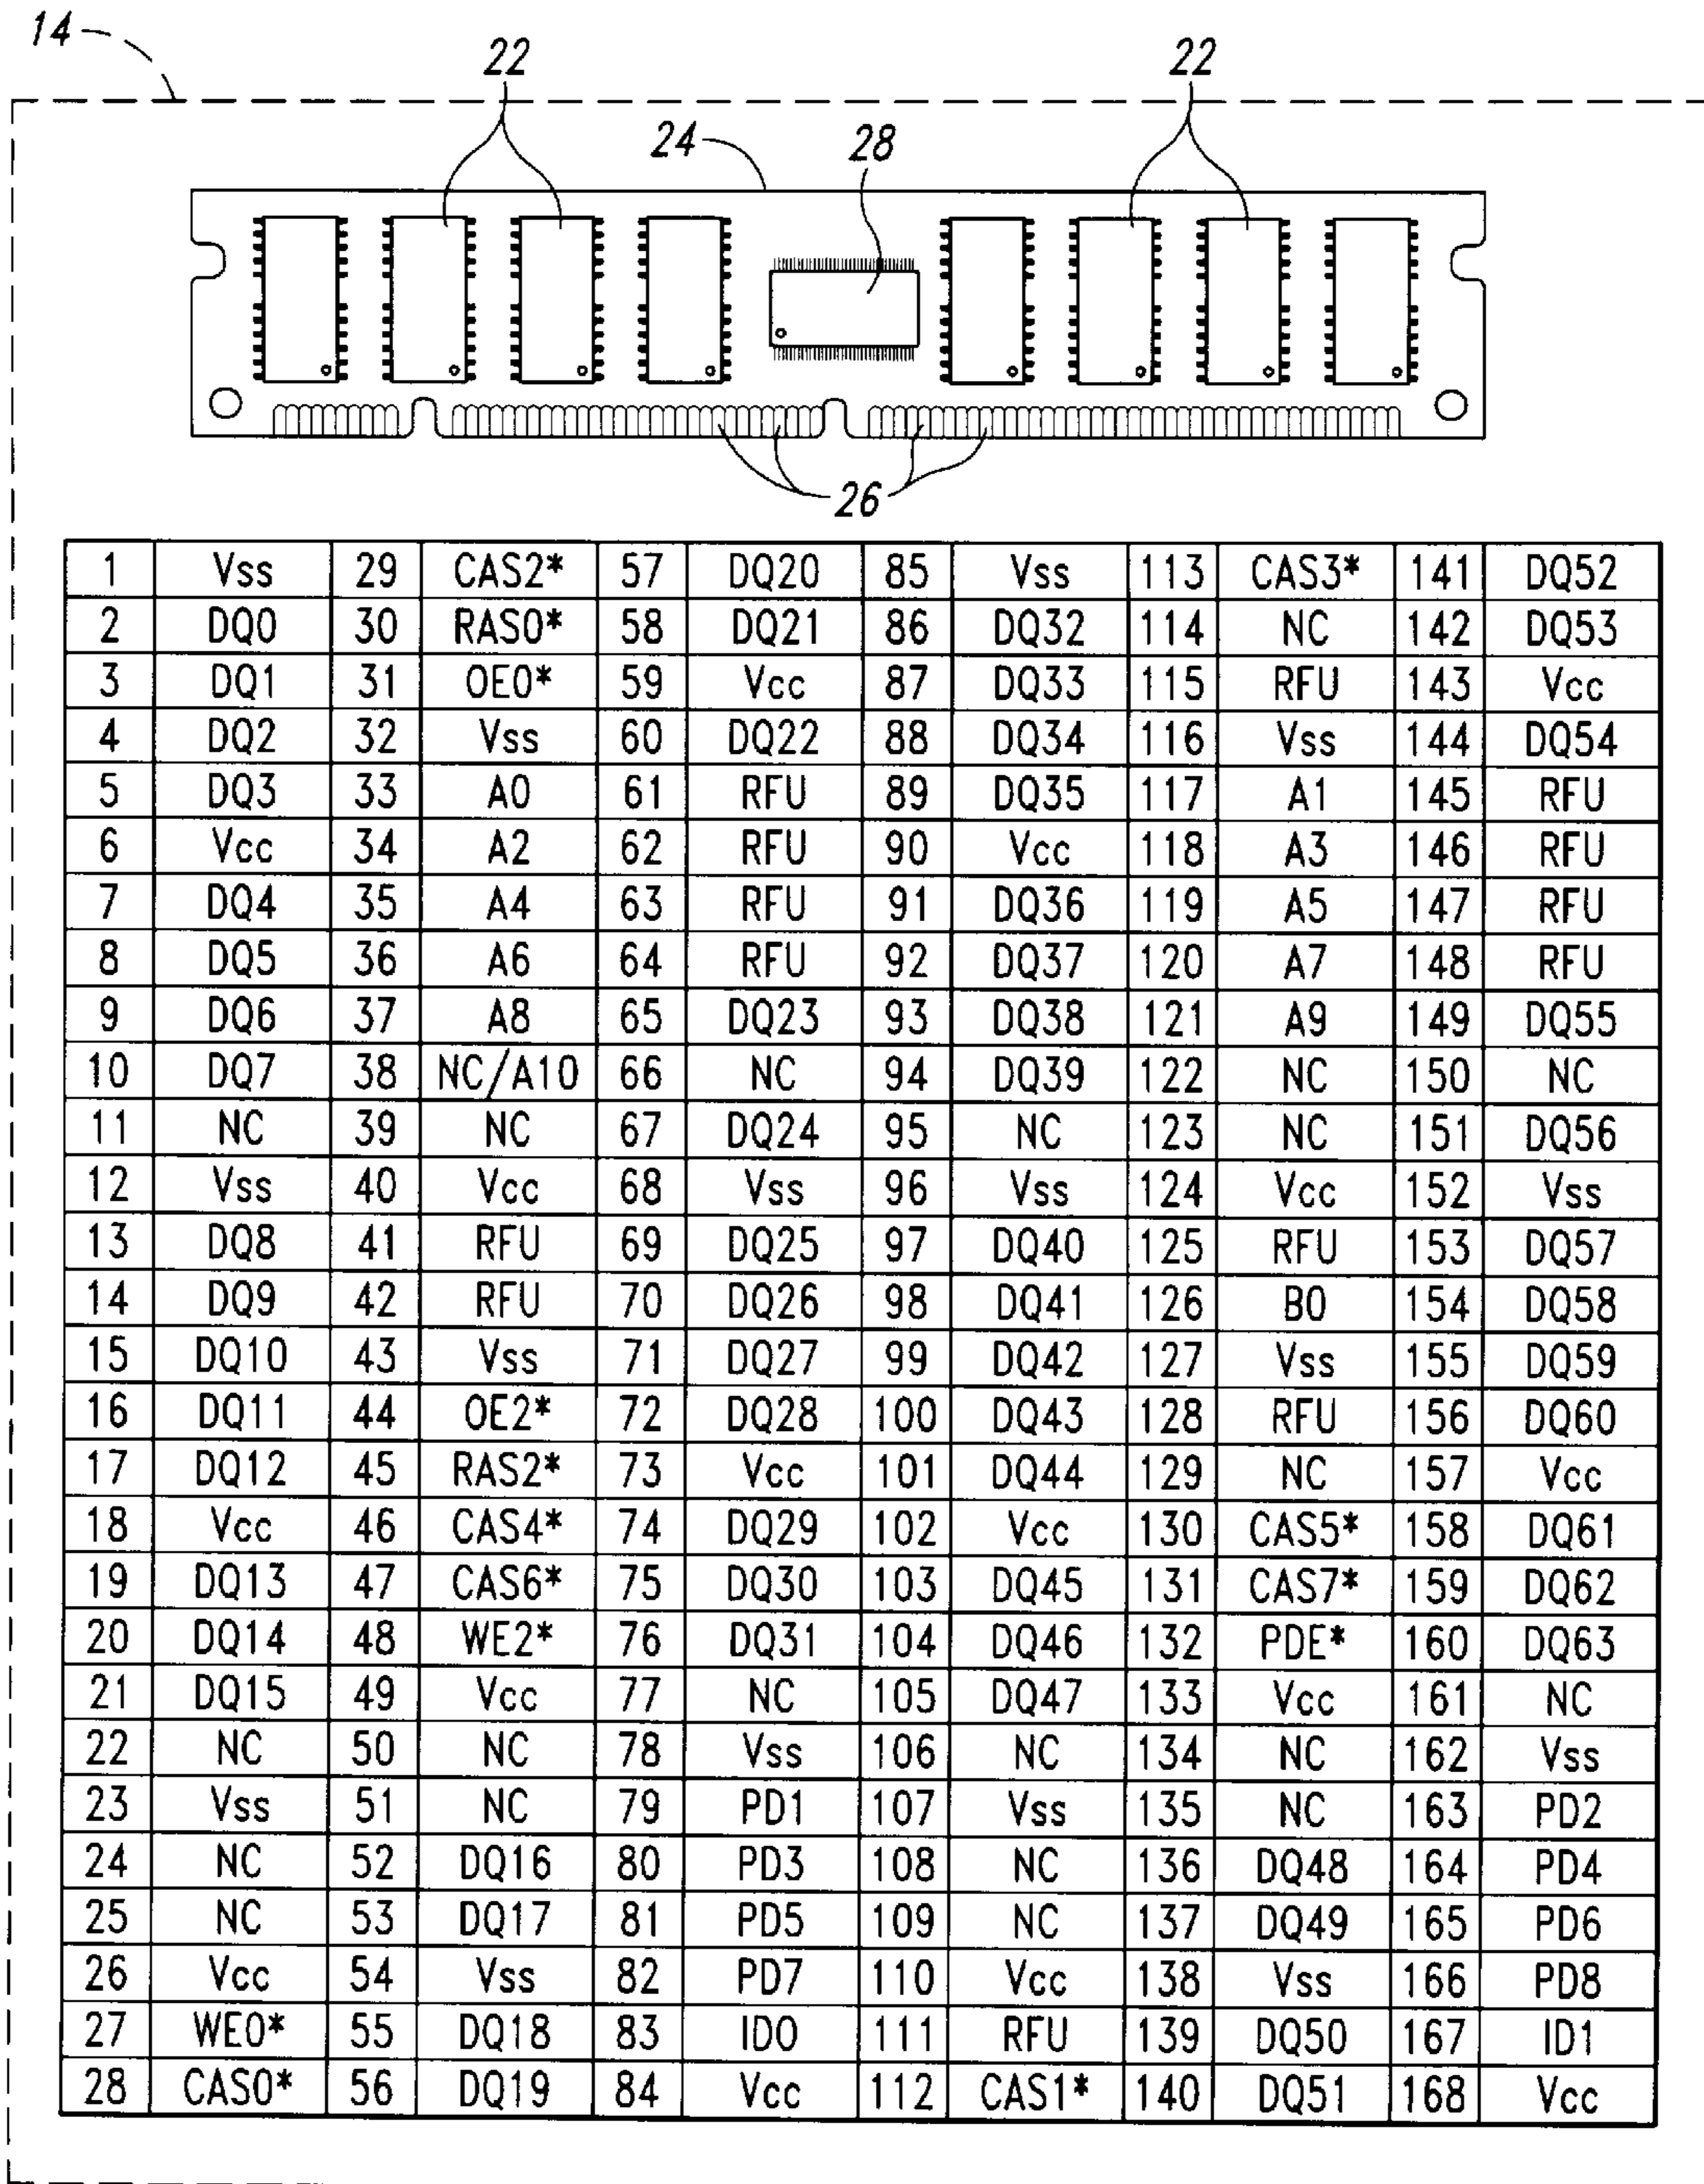 14
22 22
24 28
26
1 Vss 29 CAS2* 57 DQ20 85 Vss 113 CAS3* 141 DQ52
2 DQ0 30 RAS0* 58 DQ21 86 DQ32 114 NC 142 DQ53
3 DQ1 31 OE0* 59 Vcc 87 DQ33 115 RFU 143 Vcc
4 DQ2 32 Vss 60 DQ22 88 DQ34 116 Vss 144 DQ54
5 DQ3 33 A0 61 RFU 89 DQ35 117 A1 145 RFU
6 Vcc 34 A2 62 RFU 90 Vcc 118 A3 146 RFU
7 DQ4 35 A4 63 RFU 91 DQ36 119 A5 147 RFU
8 DQ5 36 A6 64 RFU 92 DQ37 120 A7 148 RFU
9 DQ6 37 A8 65 DQ23 93 DQ38 121 A9 149 DQ55
10 DQ7 38 NC/A10 66 NC 94 DQ39 122 NC 150 NC
11 NC 39 NC 67 DQ24 95 NC 123 NC 151 DQ56
12 Vss 40 Vcc 68 Vss 96 Vss 124 Vcc 152 Vss
13 DQ8 41 RFU 69 DQ25 97 DQ40 125 RFU 153 DQ57
14 DQ9 42 RFU 70 DQ26 98 DQ41 126 B0 154 DQ58
15 DQ10 43 Vss 71 DQ27 99 DQ42 127 Vss 155 DQ59
16 DQ11 44 OE2* 72 DQ28 100 DQ43 128 RFU 156 DQ60
17 DQ12 45 RAS2* 73 Vcc 101 DQ44 129 NC 157 Vcc
18 Vcc 46 CAS4* 74 DQ29 102 Vcc 130 CAS5* 158 DQ61
19 DQ13 47 CAS6* 75 DQ30 103 DQ45 131 CAS7* 159 DQ62
20 DQ14 48 WE2* 76 DQ31 104 DQ46 132 PDE* 160 DQ63
21 DQ15 49 Vcc 77 NC 105 DQ47 133 Vcc 161 NC
22 NC 50 NC 78 Vss 106 NC 134 NC 162 Vss
23 Vss 51 NC 79 PD1 107 Vss 135 NC 163 PD2
24 NC 52 DQ16 80 PD3 108 NC 136 DQ48 164 PD4
25 NC 53 DQ17 81 PD5 109 NC 137 DQ49 165 PD6
26 Vcc 54 Vss 82 PD7 110 Vcc 138 Vss 166 PD8
27 WE0* 55 DQ18 83 ID0 111 RFU 139 DQ50 167 ID1
28 CAS0* 56 DQ19 84 Vcc 112 CAS1* 140 DQ51 168 Vcc